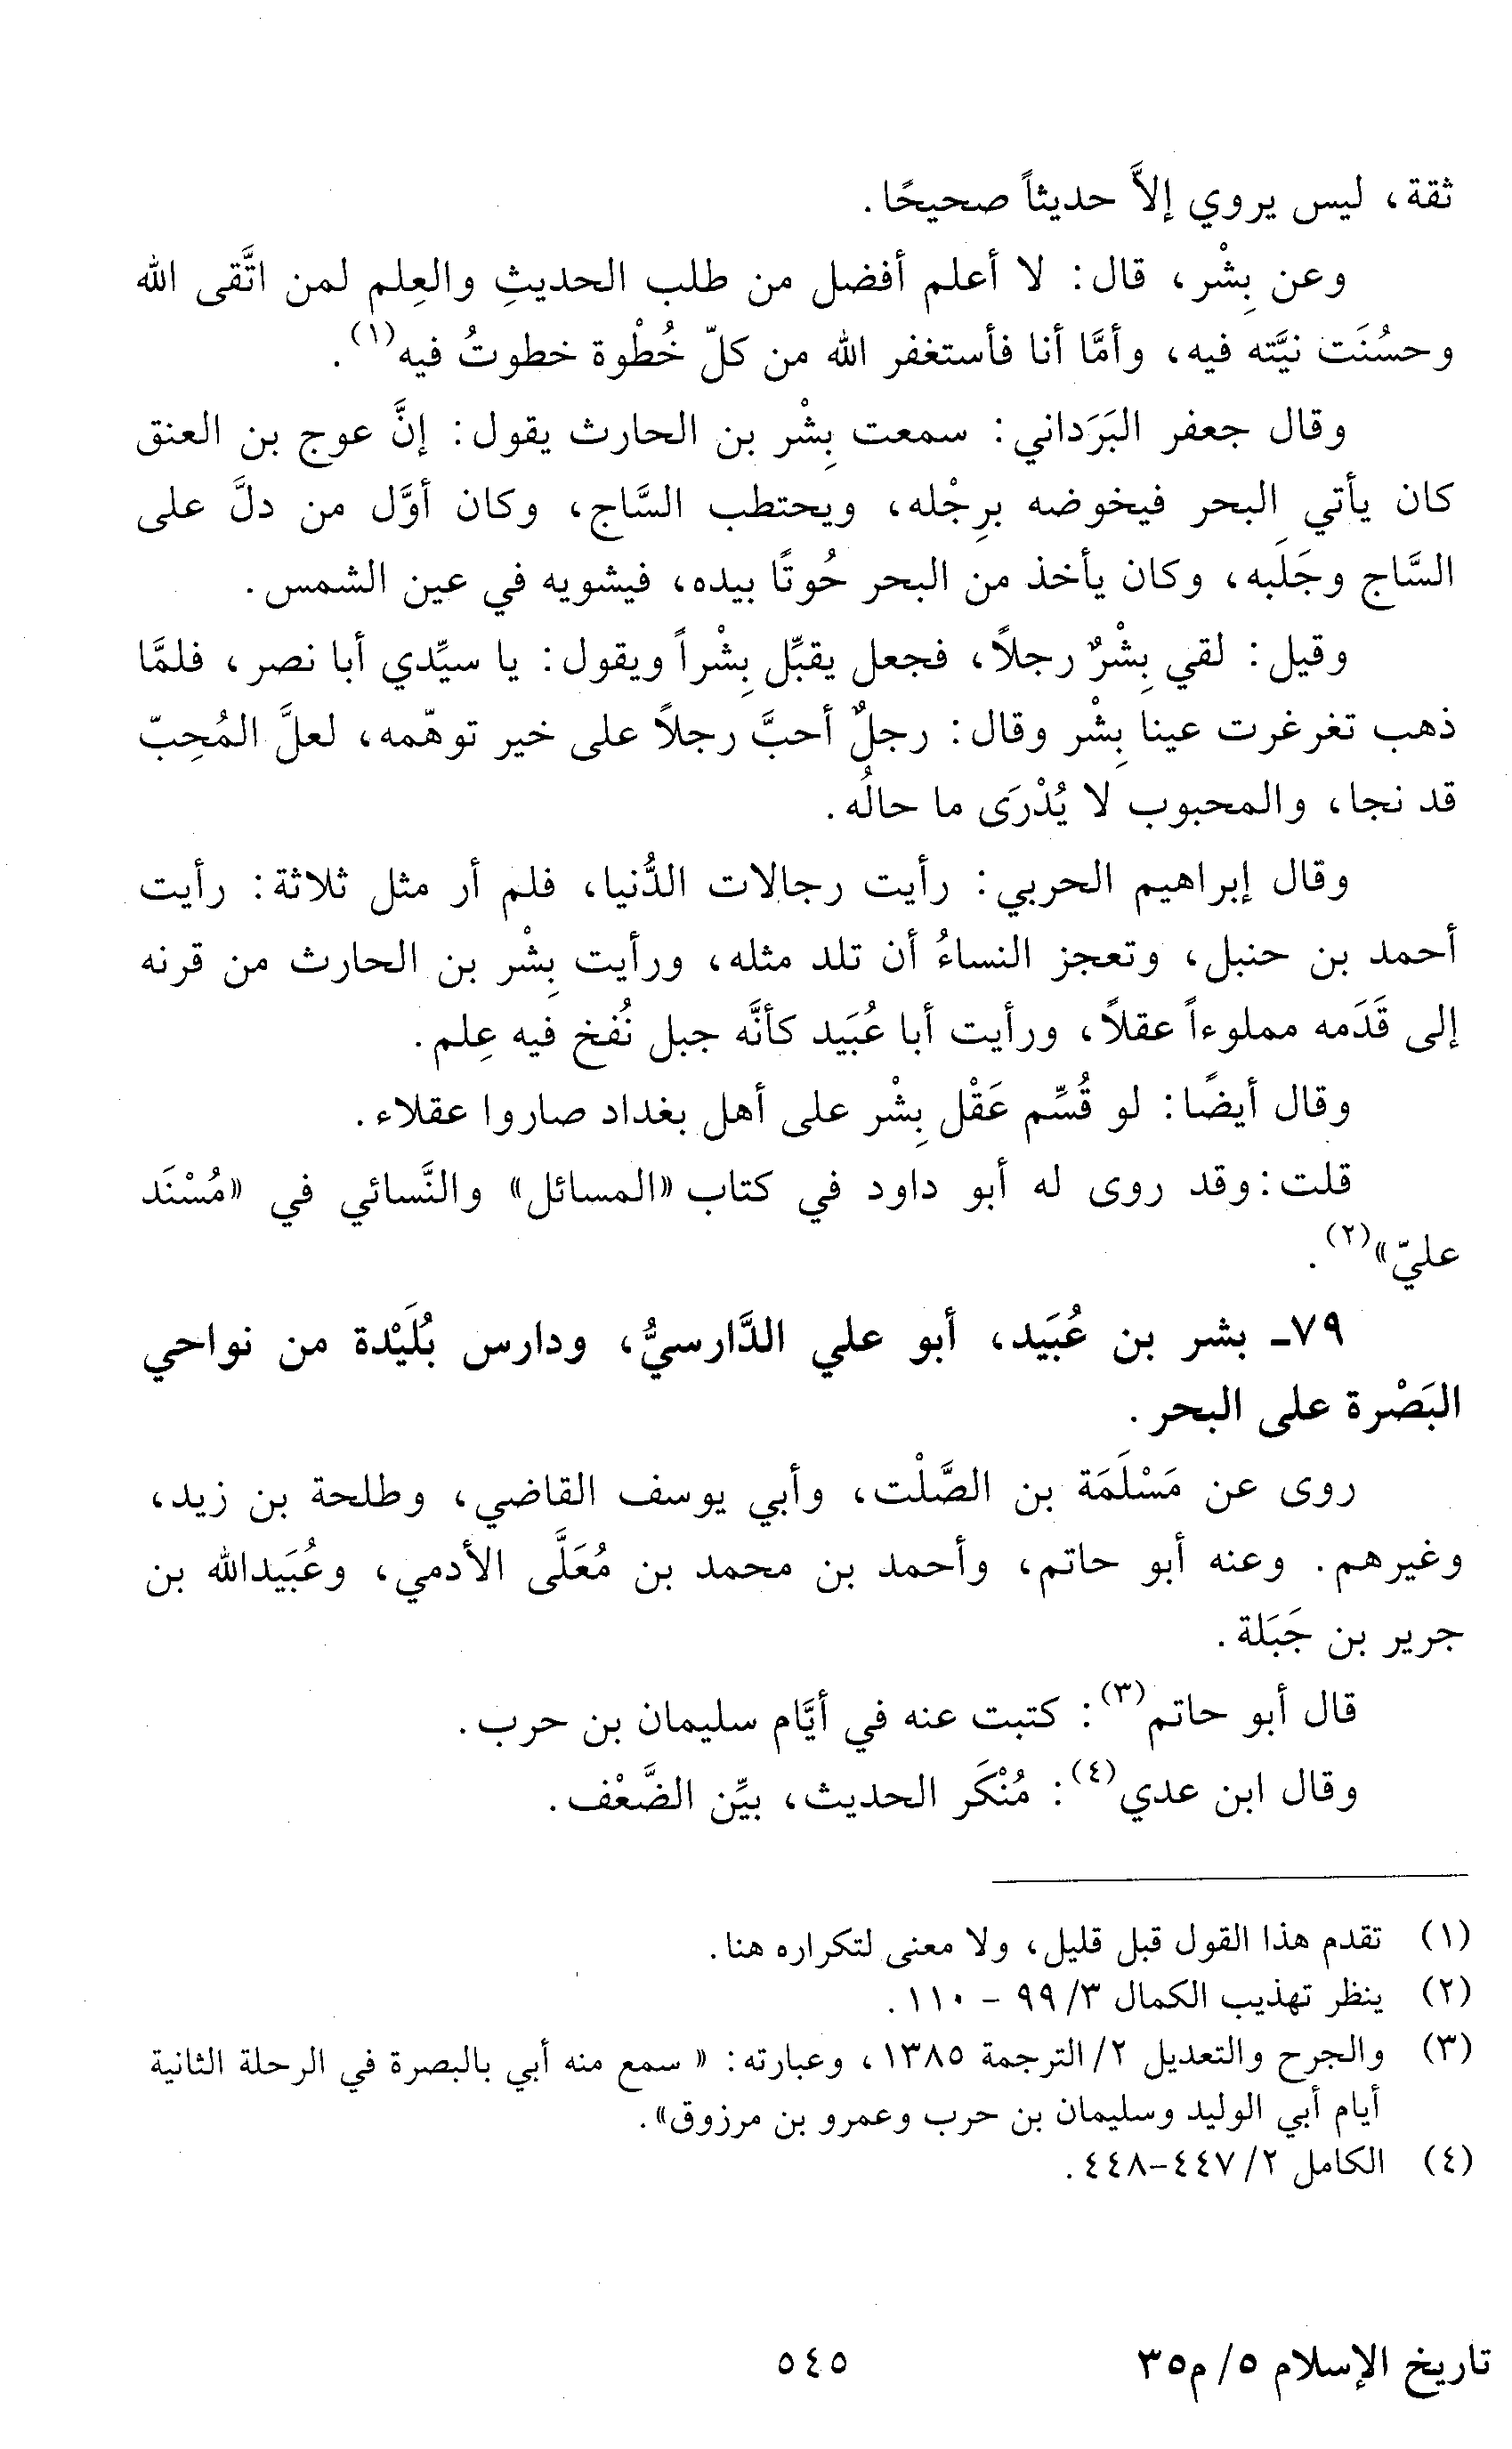 ثقة، ليس يروي إلاَّ حديثاً صحيحًا.
وعن بِشْر، قال: لا أعلم أفضل من طلب الحديثِ والعِلم لمن اتَّقى الله
وحسُنَت نيَّته فيه، وأمَّا أنا فأستغفر الله من كلّ خُطْوة خطوتُ فيه(١).
وقال جعفر البَرَداني: سمعت بِشْر بن الحارث يقول: إنَّ عوج بن العنق
كان يأتي البحر فيخوضه برِجْله، ويحتطب السَّاج، وكان أوَّل من دلَّ على
السَّاج وجَلَبه، وكان يأخذ من البحر حُوتًا بيده، فيشويه في عين الشمس.
وقيل: لقي بِشْرٌ رجلاً، فجعل يقبِّل بِشْراً ويقول: يا سيِّدي أبا نصر، فلمَّا
ذهب تغرغرت عينا بِشْر وقال: رجلٌ أحبَّ رجلاً على خير توهّمه، لعلَّ المُحِبّ
قد نجا، والمحبوب لا يُدْرَى ما حالُه.
وقال إبراهيم الحربي: رأيت رجالات الدُّنيا، فلم أر مثل ثلاثة: رأيت
أحمد بن حنبل، وتعجز النساءُ أن تلد مثله، ورأيت بِشْر بن الحارث من قرنه
إلى قَدَمه مملوءاً عقلاً، ورأيت أبا عُبَيد كأنَّه جبل نُفخ فيه عِلم.
وقال أيضًا: لو قُسِّم عَقْل بِشْر على أهل بغداد صاروا عقلاء.
قلت: وقد روى له أبو داود في كتاب «المسائل» والنَّسائي في «مُسْنَد
عليّ»(٢).
٧٩ـ بشر بن عُبَيد، أبو علي الدَّارسيُّ، ودارس بُلَيْدة من نواحي
البَصْرة على البحر.
روى عن مَسْلَمَة بن الصَّلْت، وأبي يوسف القاضي، وطلحة بن زيد،
وغيرهم. وعنه أبو حاتم، وأحمد بن محمد بن مُعَلَّى الأدمي، وعُبَيدالله بن
جرير بن جَبَلة.
قال أبو حاتم(٣): كتبت عنه في أيَّام سليمان بن حرب.
وقال ابن عدي(٤): مُنْكَر الحديث، بيِّن الضَّعْف.
(١) تقدم هذا القول قبل قليل، ولا معنى لتكراره هنا.
(٢) ينظر تهذيب الكمال ٣/ ٩٩ - ١١٠.
(٣) والجرح والتعديل ٢/ الترجمة ١٣٨٥، وعبارته: «سمع منه أبي بالبصرة في الرحلة الثانية
أيام أبي الوليد وسليمان بن حرب وعمرو بن مرزوق».
(٤) الكامل ٢/ ٤٤٧-٤٤٨.
تاريخ الإسلام ٥/ م٣٥
٥٤٥